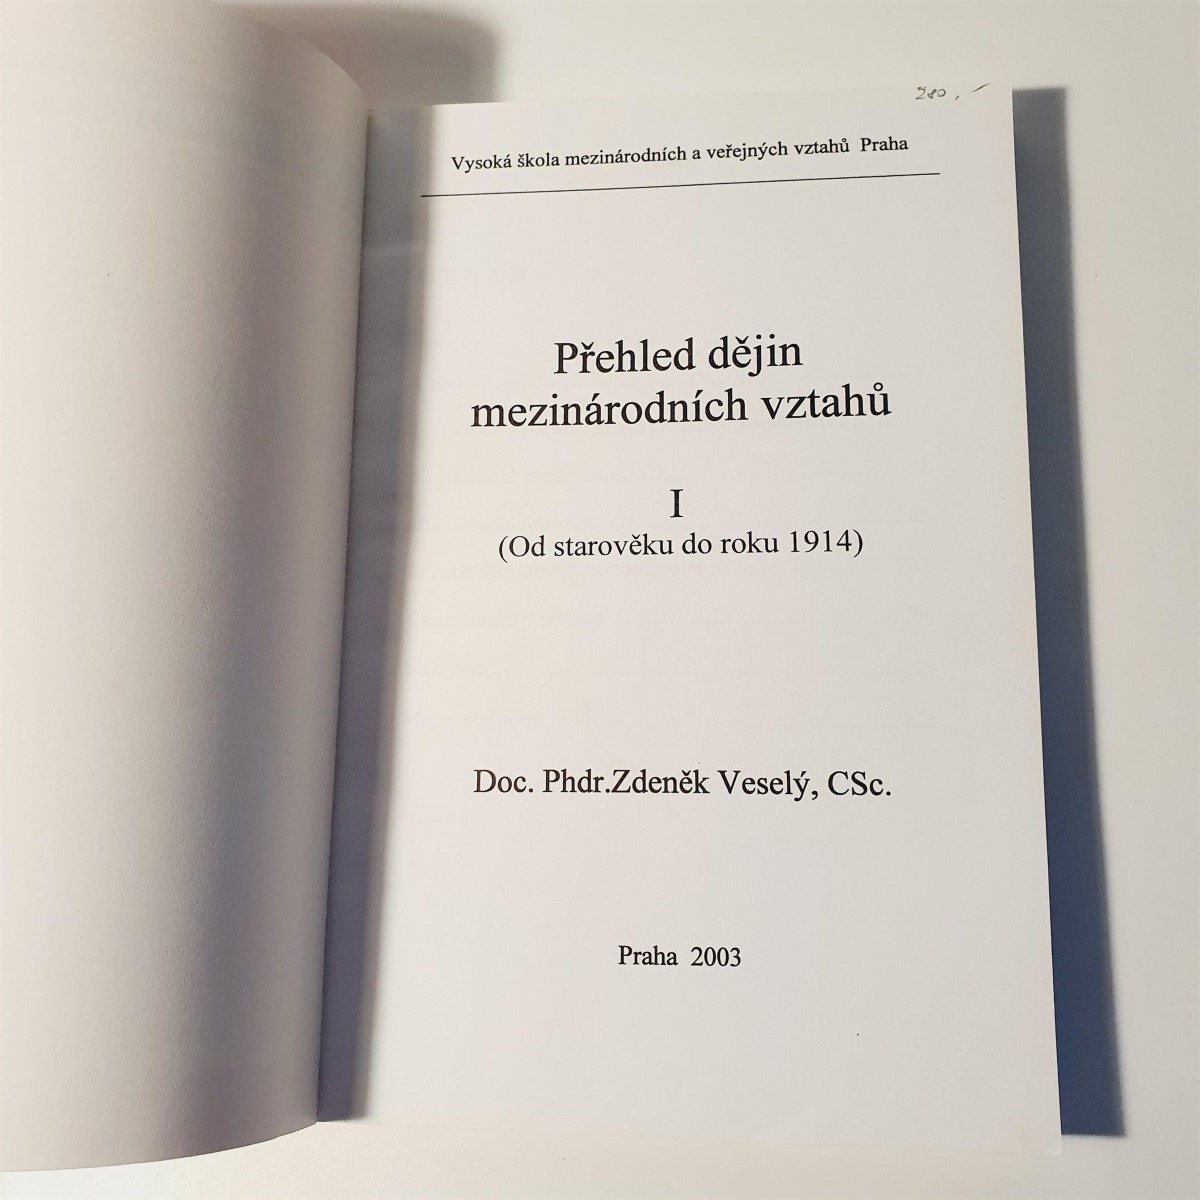 280,-
Vysoká škola mezinárodních a veřejných vztahů Praha
Přehled dějin
mezinárodních vztahů
I
(Od starověku do roku 1914)
Doc. Phdr.Zdeněk Veselý, CSc.
Praha 2003